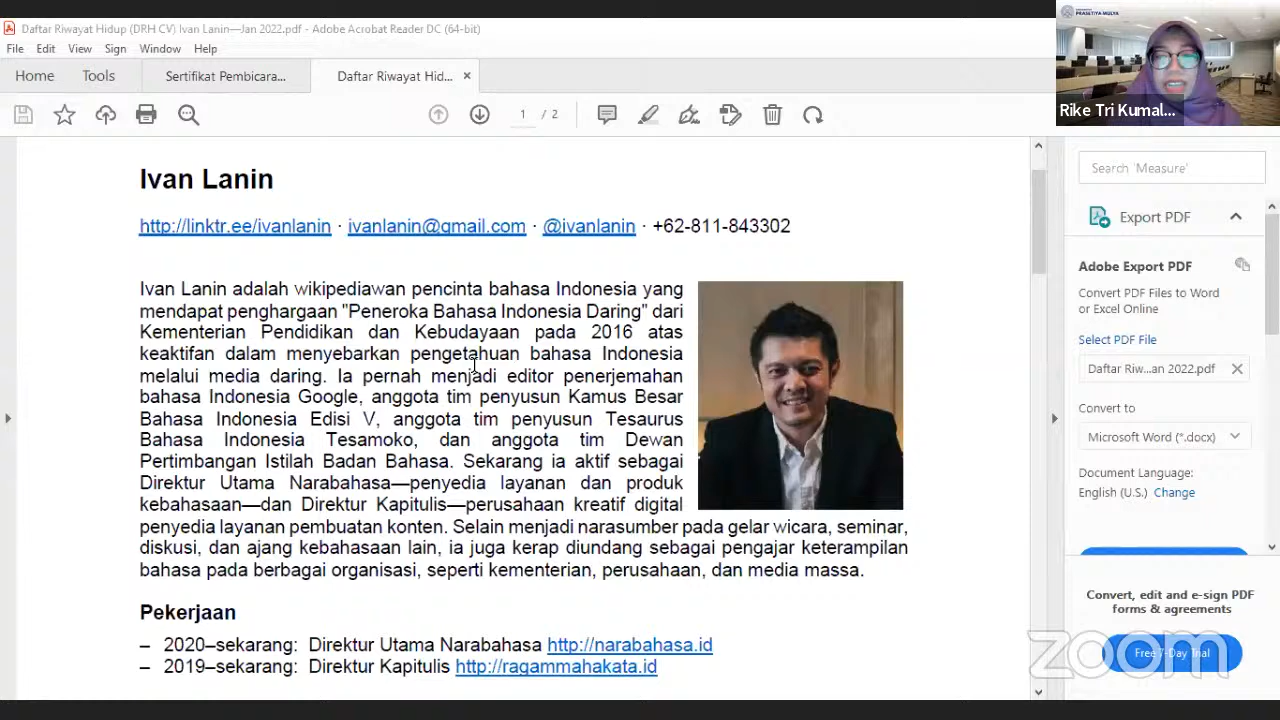 Daftar Riwayat Hidup (DRH CV) Ivan Lanin—Jan 2022.pdf - Adobe Acrobat Reader DC (64-bit)
File Edit View Sign Window Help
Home Tools Sertifikat Pembicara... Daftar Riwayat Hid... ×
1 / 2
PRASETIYA MULYA
Rike Tri Kumal...
Ivan Lanin
http://linktr.ee/ivanlanin · ivanlanin@gmail.com · @ivanlanin · +62-811-843302
Ivan Lanin adalah wikipediawan pencinta bahasa Indonesia yang
mendapat penghargaan "Peneroka Bahasa Indonesia Daring" dari
Kementerian Pendidikan dan Kebudayaan pada 2016 atas
keaktifan dalam menyebarkan pengetahuan bahasa Indonesia
melalui media daring. Ia pernah menjadi editor penerjemahan
bahasa Indonesia Google, anggota tim penyusun Kamus Besar
Bahasa Indonesia Edisi V, anggota tim penyusun Tesaurus
Bahasa Indonesia Tesamoko, dan anggota tim Dewan
Pertimbangan Istilah Badan Bahasa. Sekarang ia aktif sebagai
Direktur Utama Narabahasa—penyedia layanan dan produk
kebahasaan—dan Direktur Kapitulis—perusahaan kreatif digital
penyedia layanan pembuatan konten. Selain menjadi narasumber pada gelar wicara, seminar,
diskusi, dan ajang kebahasaan lain, ia juga kerap diundang sebagai pengajar keterampilan
bahasa pada berbagai organisasi, seperti kementerian, perusahaan, dan media massa.
Pekerjaan
– 2020–sekarang: Direktur Utama Narabahasa http://narabahasa.id
– 2019–sekarang: Direktur Kapitulis http://ragammahakata.id
Search 'Measure'
Export PDF
Adobe Export PDF
Convert PDF Files to Word
or Excel Online
Select PDF File
Daftar Riw...an 2022.pdf
Convert to
Microsoft Word (*.docx)
Document Language:
English (U.S.) Change
Convert, edit and e-sign PDF
forms & agreements
Free 7-Day Trial
zoom